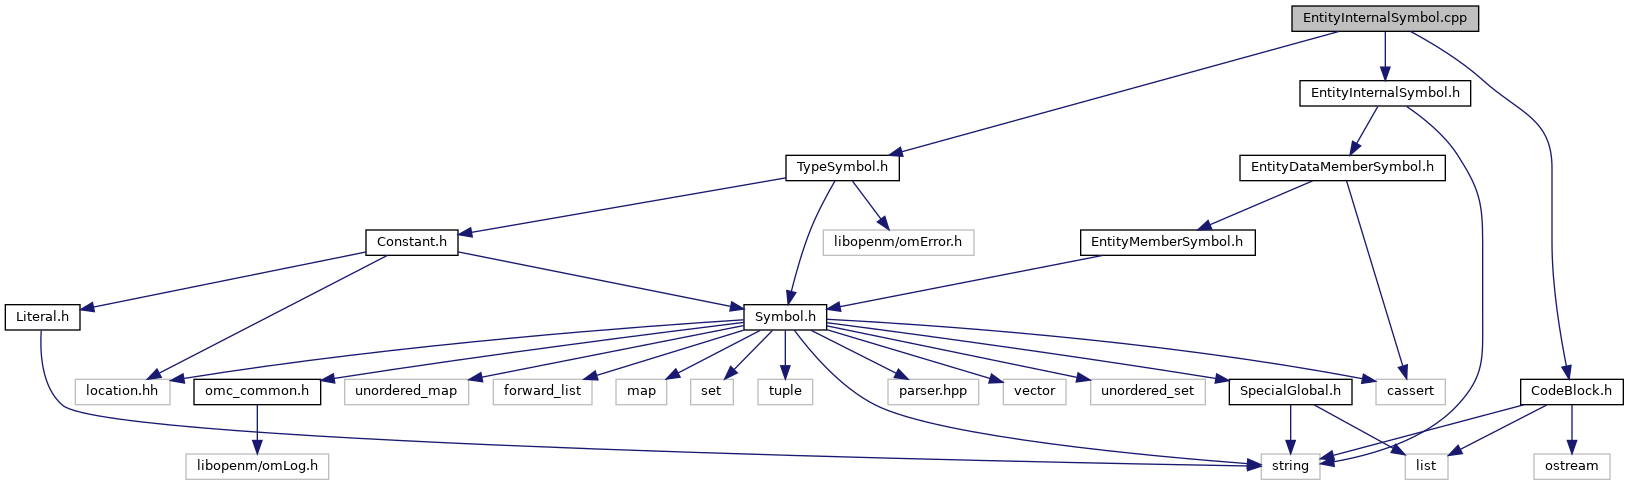 EntityInternalSymbol.cpp
EntityInternalSymbol.h
TypeSymbol.h
EntityDataMemberSymbol.h
Constant.h
libopenm/omError.h
EntityMemberSymbol.h
Literal.h
Symbol.h
location.hh
omc_common.h
unordered_map
forward_list
map
set
tuple
parser.hpp
vector
unordered_set
SpecialGlobal.h
cassert
CodeBlock.h
libopenm/omLog.h
string
list
ostream